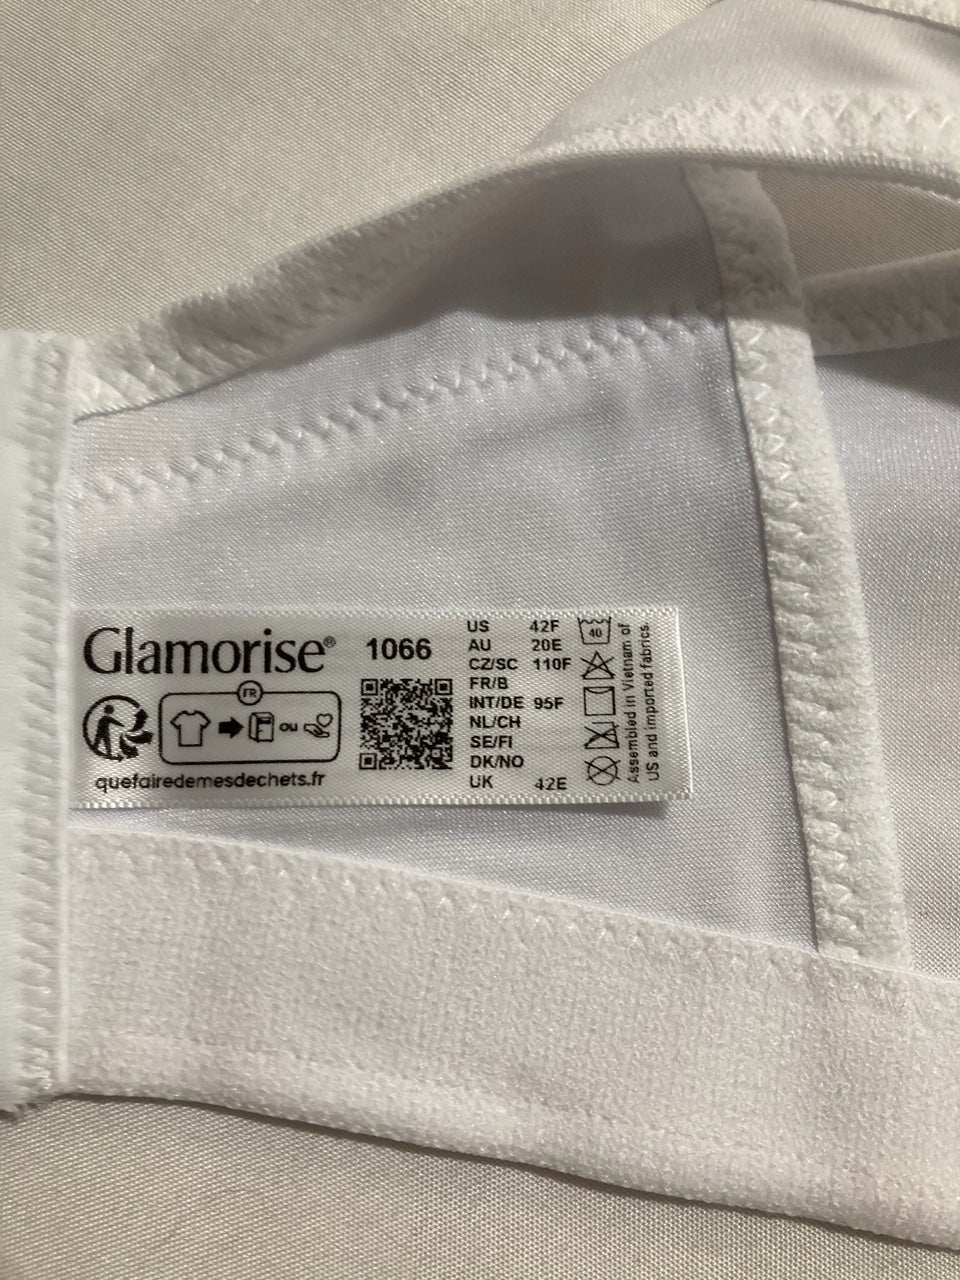 Glamorise® 1066
FR
ou
quefairedemesdechets.fr
US 42F
AU 20E
CZ/SC 110F
FR/B
INT/DE 95F
NL/CH
SE/FI
DK/NO
UK 42E
40
Assembled in Vietnam of
US and imported fabrics.